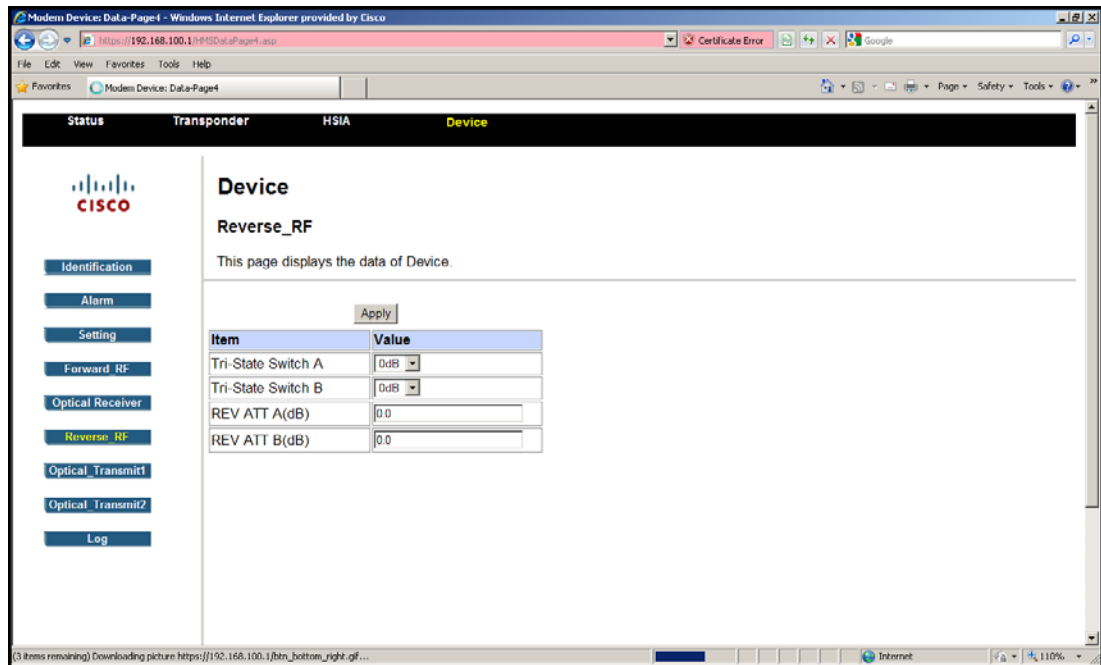 Modem Device: Data-Page4 - Windows Internet Explorer provided by Cisco
https://192.168.100.1/HMSDataPage4.asp
Certificate Error
Google
File Edit View Favorites Tools Help
Favorites Modem Device: Data-Page4 Page Safety Tools
Status Transponder HSIA Device
CISCO
Device
Reverse_RF
This page displays the data of Device.
Identification
Alarm
Setting
Forward_RF
Optical Receiver
Reverse_RF
Optical_Transmit1
Optical_Transmit2
Log
Apply
Item Value
Tri-State Switch A 0dB
Tri-State Switch B 0dB
REV ATT A(dB) 0.0
REV ATT B(dB) 0.0
(3 items remaining) Downloading picture https://192.168.100.1/btn_bottom_right.gif... Internet 110%